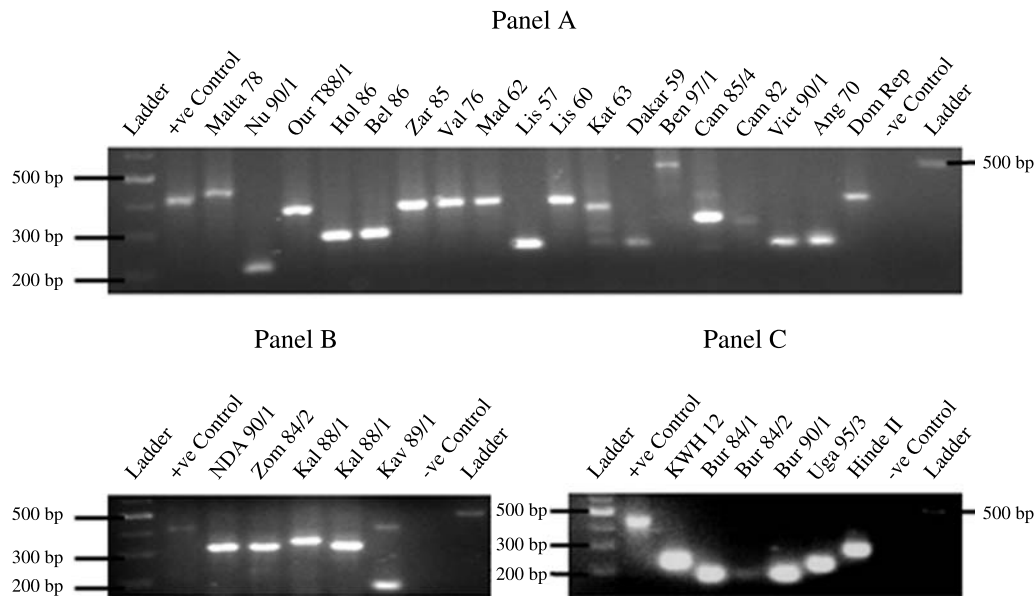 Panel A
Ladder
+ve Control
Malta 78
Nu 90/1
Our T88/1
Hol 86
Bel 86
Zar 85
Val 76
Mad 62
Lis 57
Lis 60
Kat 63
Dakar 59
Ben 97/1
Cam 85/4
Cam 82
Vict 90/1
Ang 70
Dom Rep
-ve Control
Ladder
500 bp
500 bp
300 bp
200 bp
Panel B
Ladder
+ve Control
NDA 90/1
Zom 84/2
Kal 88/1
Kal 88/1
Kav 89/1
-ve Control
Ladder
500 bp
300 bp
200 bp
Panel C
Ladder
+ve Control
KWH 12
Bur 84/1
Bur 84/2
Bur 90/1
Uga 95/3
Hinde II
-ve Control
Ladder
500 bp
500 bp
300 bp
200 bp